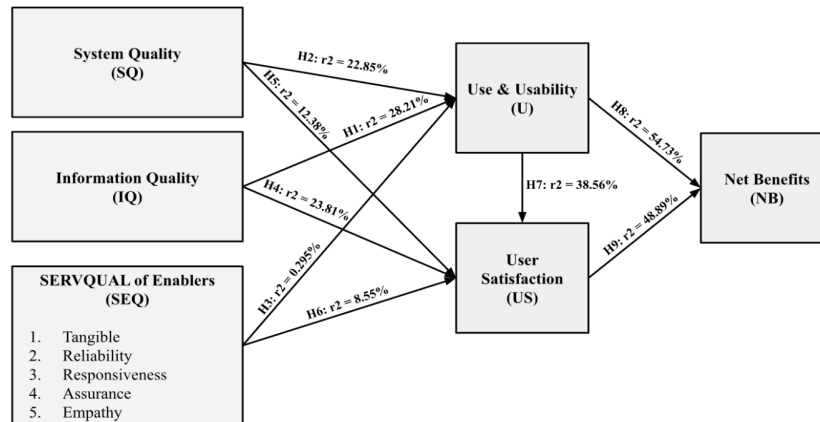 System Quality
(SQ)
Information Quality
(IQ)
SERVQUAL of Enablers
(SEQ)
1. Tangible
2. Reliability
3. Responsiveness
4. Assurance
5. Empathy
H2: r2 = 22.85%
H5: r2 = 12.38%
H1: r2 = 28.21%
H4: r2 = 23.81%
H3: r2 = 0.295%
H6: r2 = 8.55%
Use & Usability
(U)
H7: r2 = 38.56%
User
Satisfaction
(US)
H8: r2 = 54.73%
H9: r2 = 48.89%
Net Benefits
(NB)